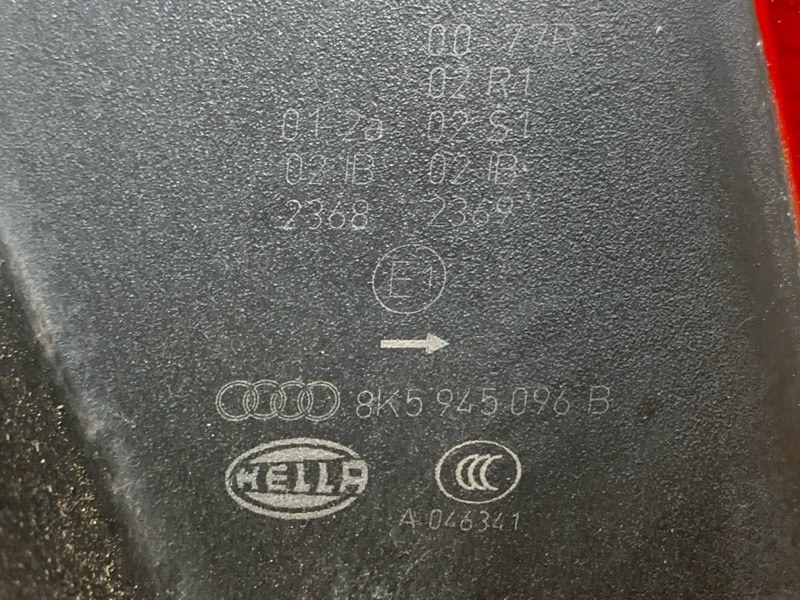 00 77R
02 R1
01 2a 02 S1
02 IB 02 IB
2368 2369
E1
8K5 945 096 B
HELLA CCC
A 046341